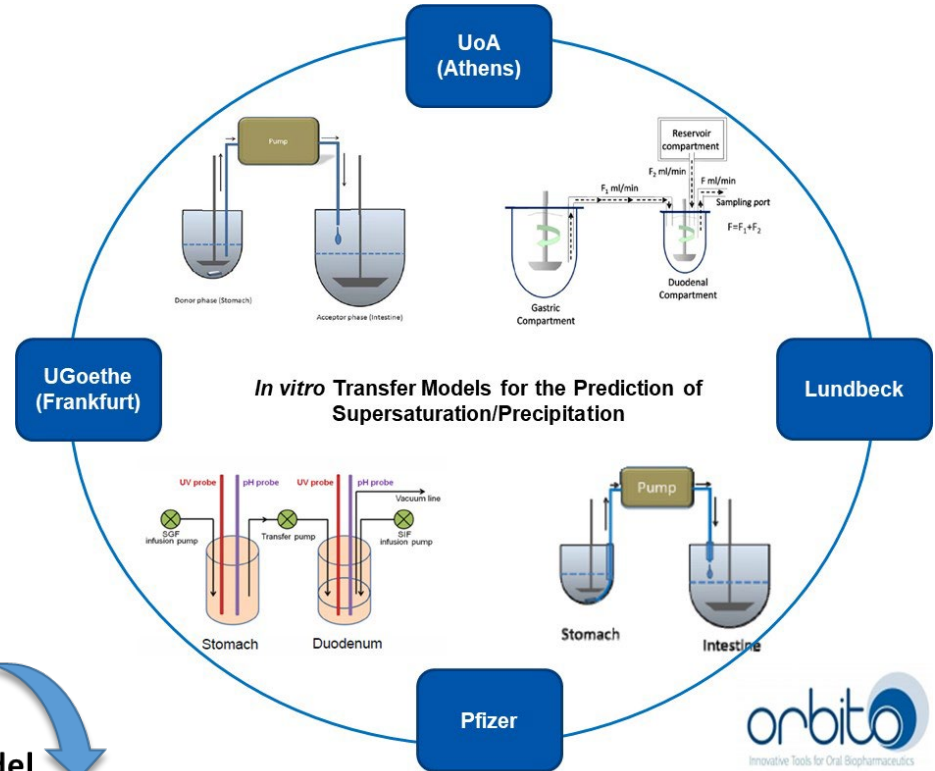 UoA
(Athens)
Pump
Donor phase (Stomach)
Acceptor phase (Intestine)
Reservoir
compartment
F₂ ml/min
F ml/min
F₁ ml/min
Sampling port
F=F₁+F₂
Duodenal
Compartment
Gastric
Compartment
UGoethe
(Frankfurt)
In vitro Transfer Models for the Prediction of
Supersaturation/Precipitation
Lundbeck
UV probe
pH probe
UV probe
pH probe
Vacuum line
SGF
infusion pump
Transfer pump
SIF
infusion pump
Stomach
Duodenum
Pump
Stomach
Intestine
Pfizer
orbito
Innovative Tools for Oral Biopharmaceutics